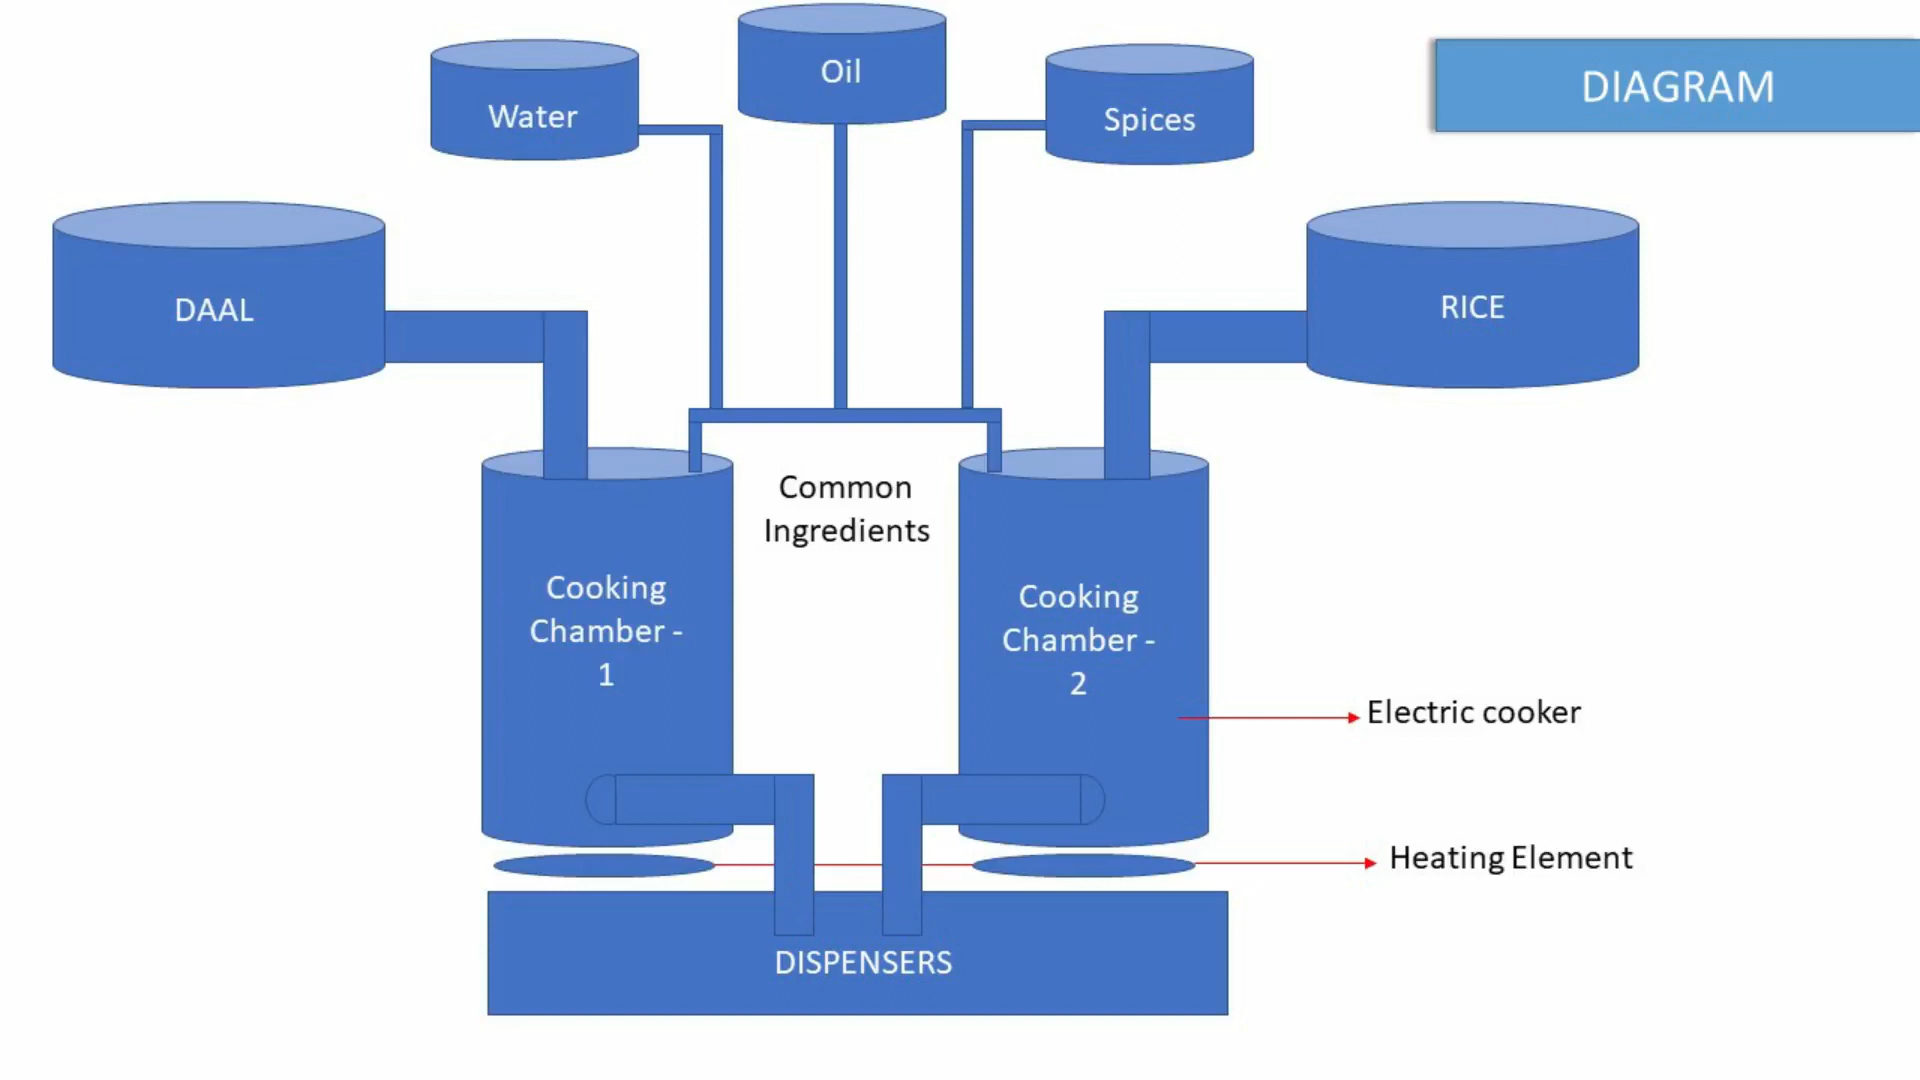 Oil
Water
Spices
DIAGRAM
DAAL
RICE
Common
Ingredients
Cooking
Chamber -
1
Cooking
Chamber -
2
Electric cooker
Heating Element
DISPENSERS